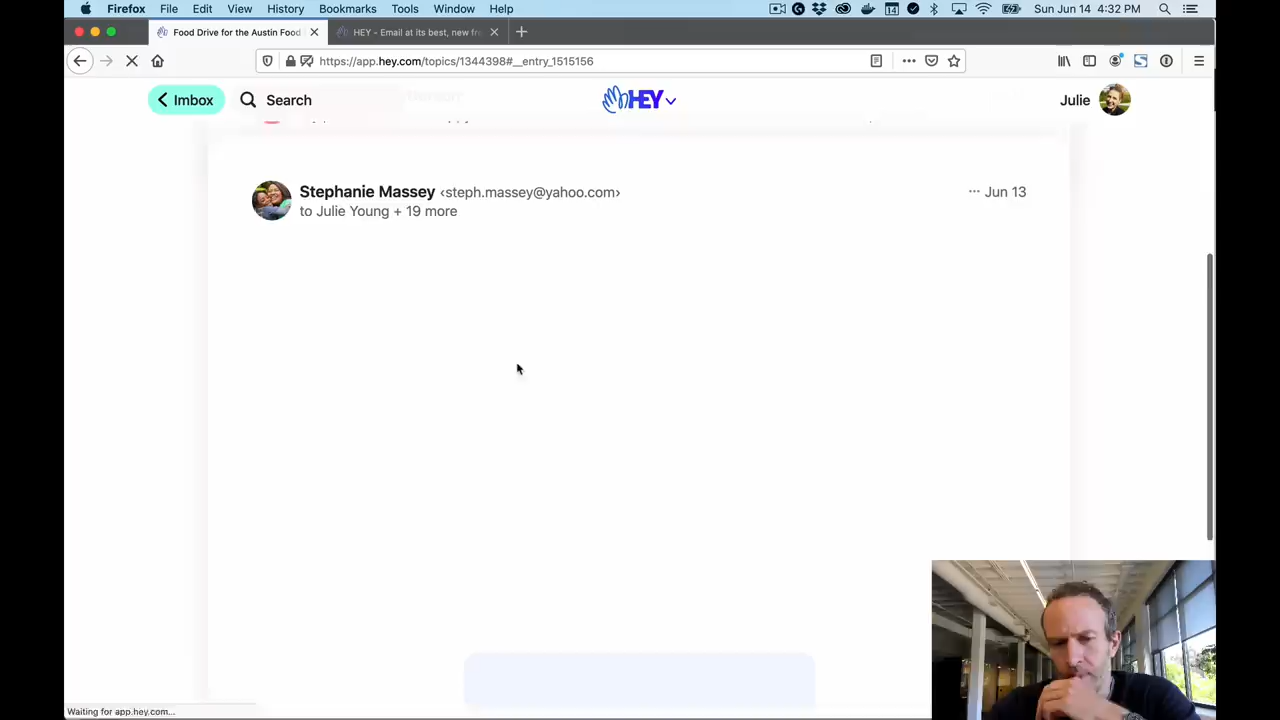 Firefox File Edit View History Bookmarks Tools Window Help 14 Sun Jun 14 4:32 PM
Food Drive for the Austin Food
HEY - Email at its best, new fr
https://app.hey.com/topics/1344398#__entry_1515156
Imbox
Search
HEY
Julie
Stephanie Massey <steph.massey@yahoo.com>
Jun 13
to Julie Young + 19 more
Waiting for app.hey.com...